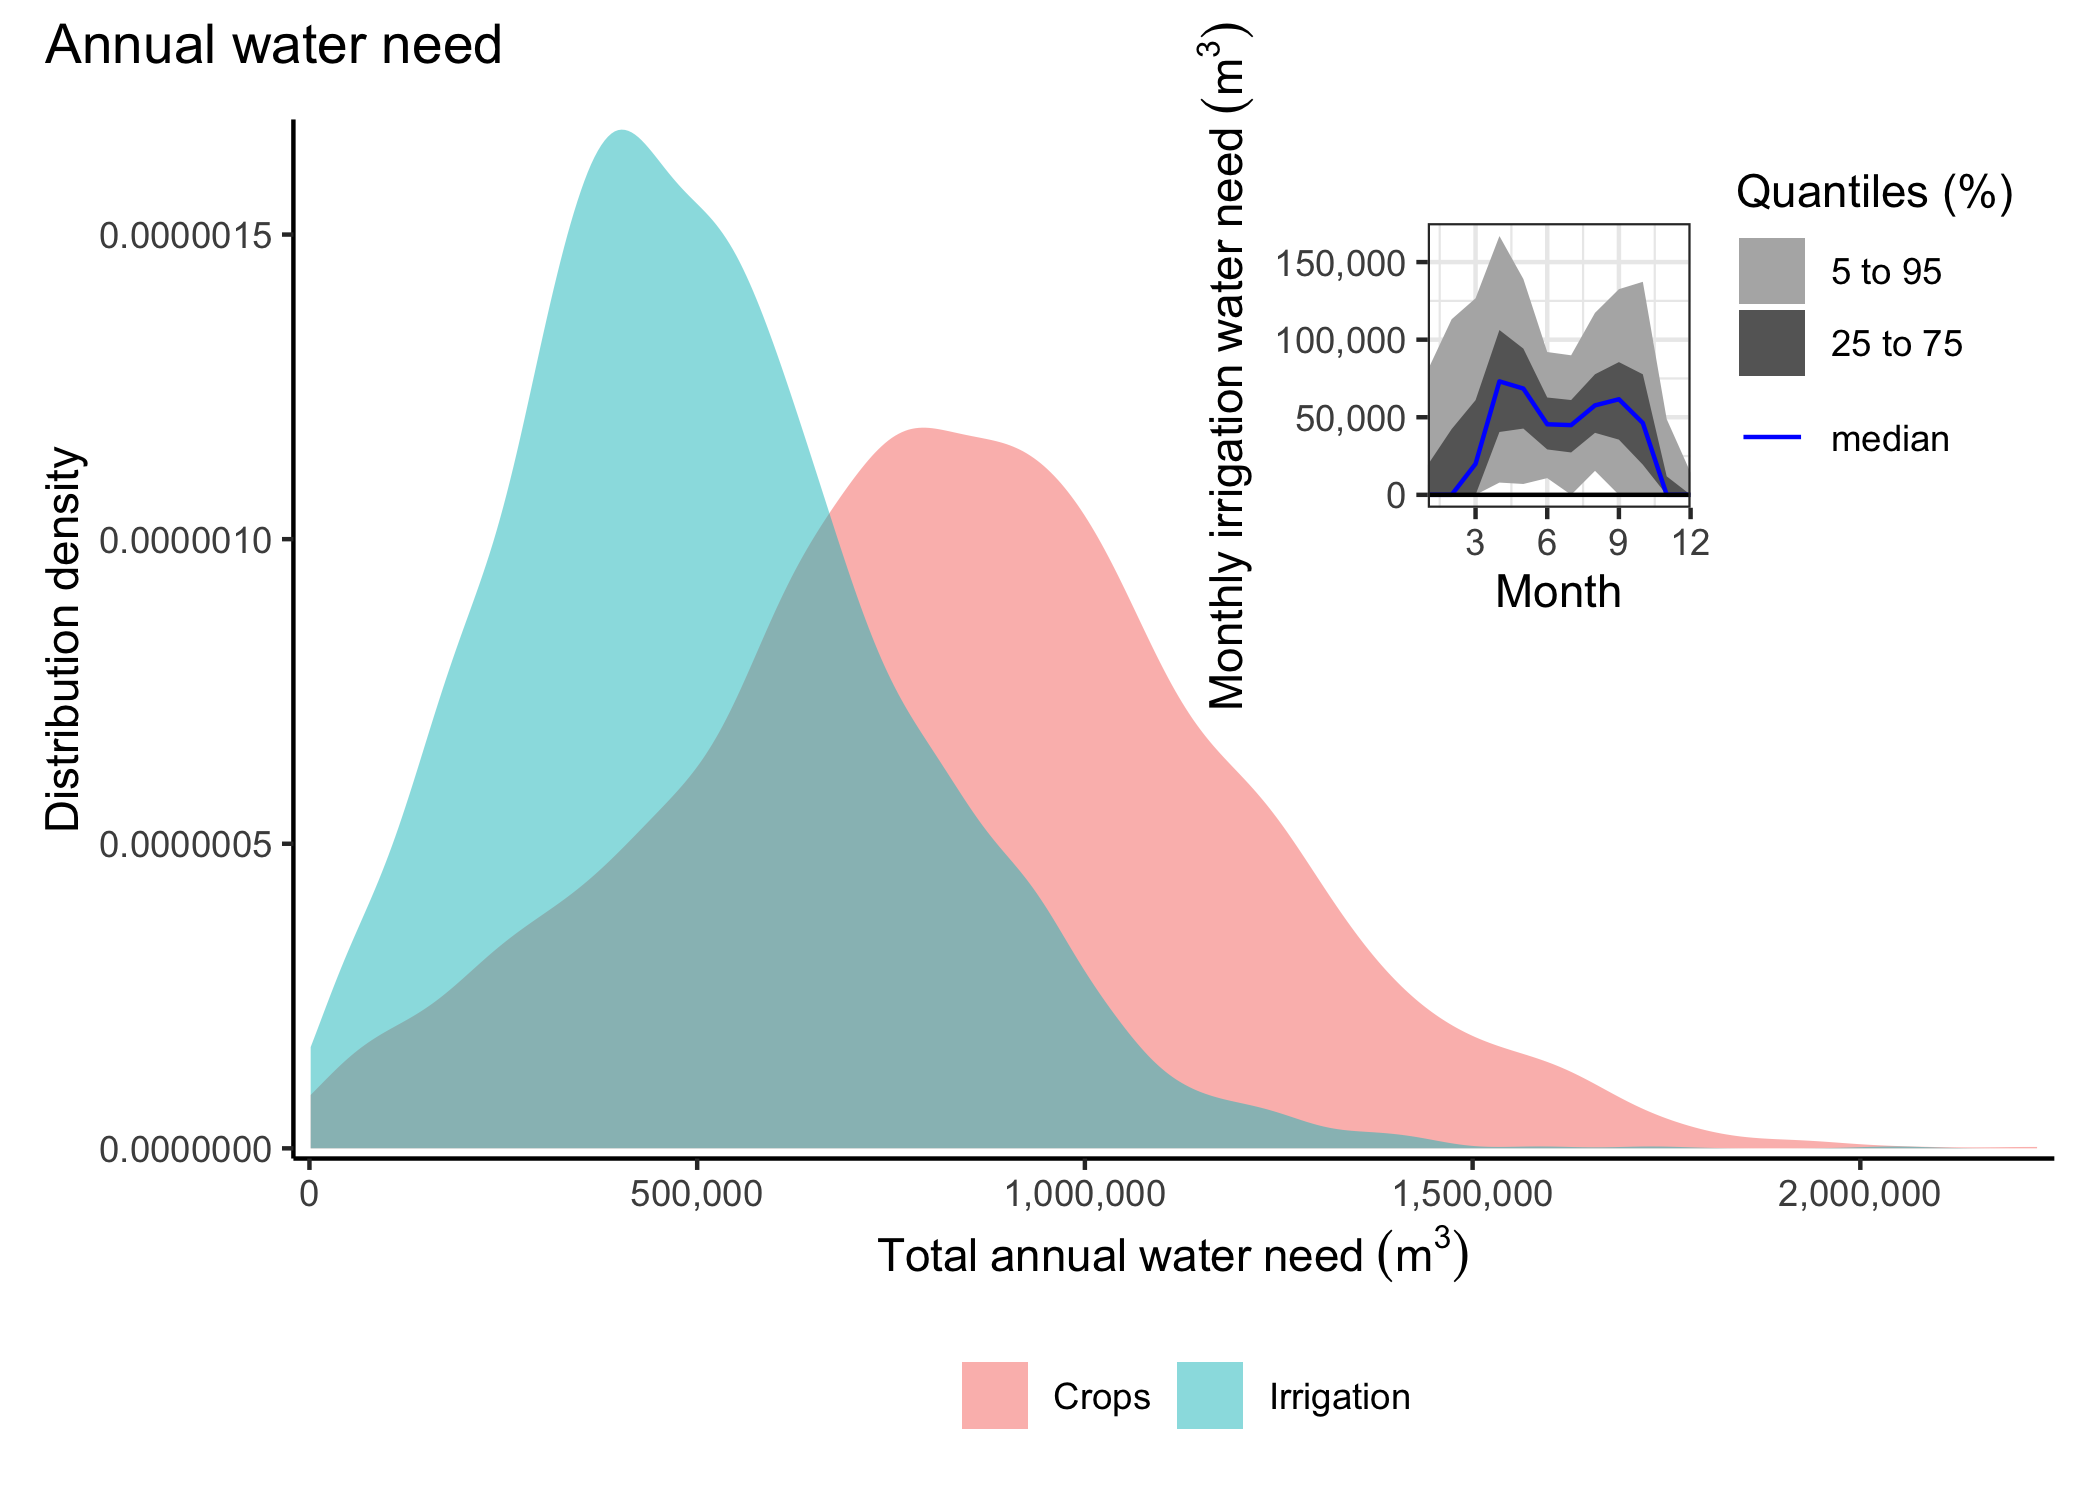 Annual water need
Distribution density
0.0000015
0.0000010
0.0000005
0.0000000
0 500,000 1,000,000 1,500,000 2,000,000
Total annual water need (m³)
Crops Irrigation
Monthly irrigation water need (m³)
150,000
100,000
50,000
0
3 6 9 12
Month
Quantiles (%)
5 to 95
25 to 75
median